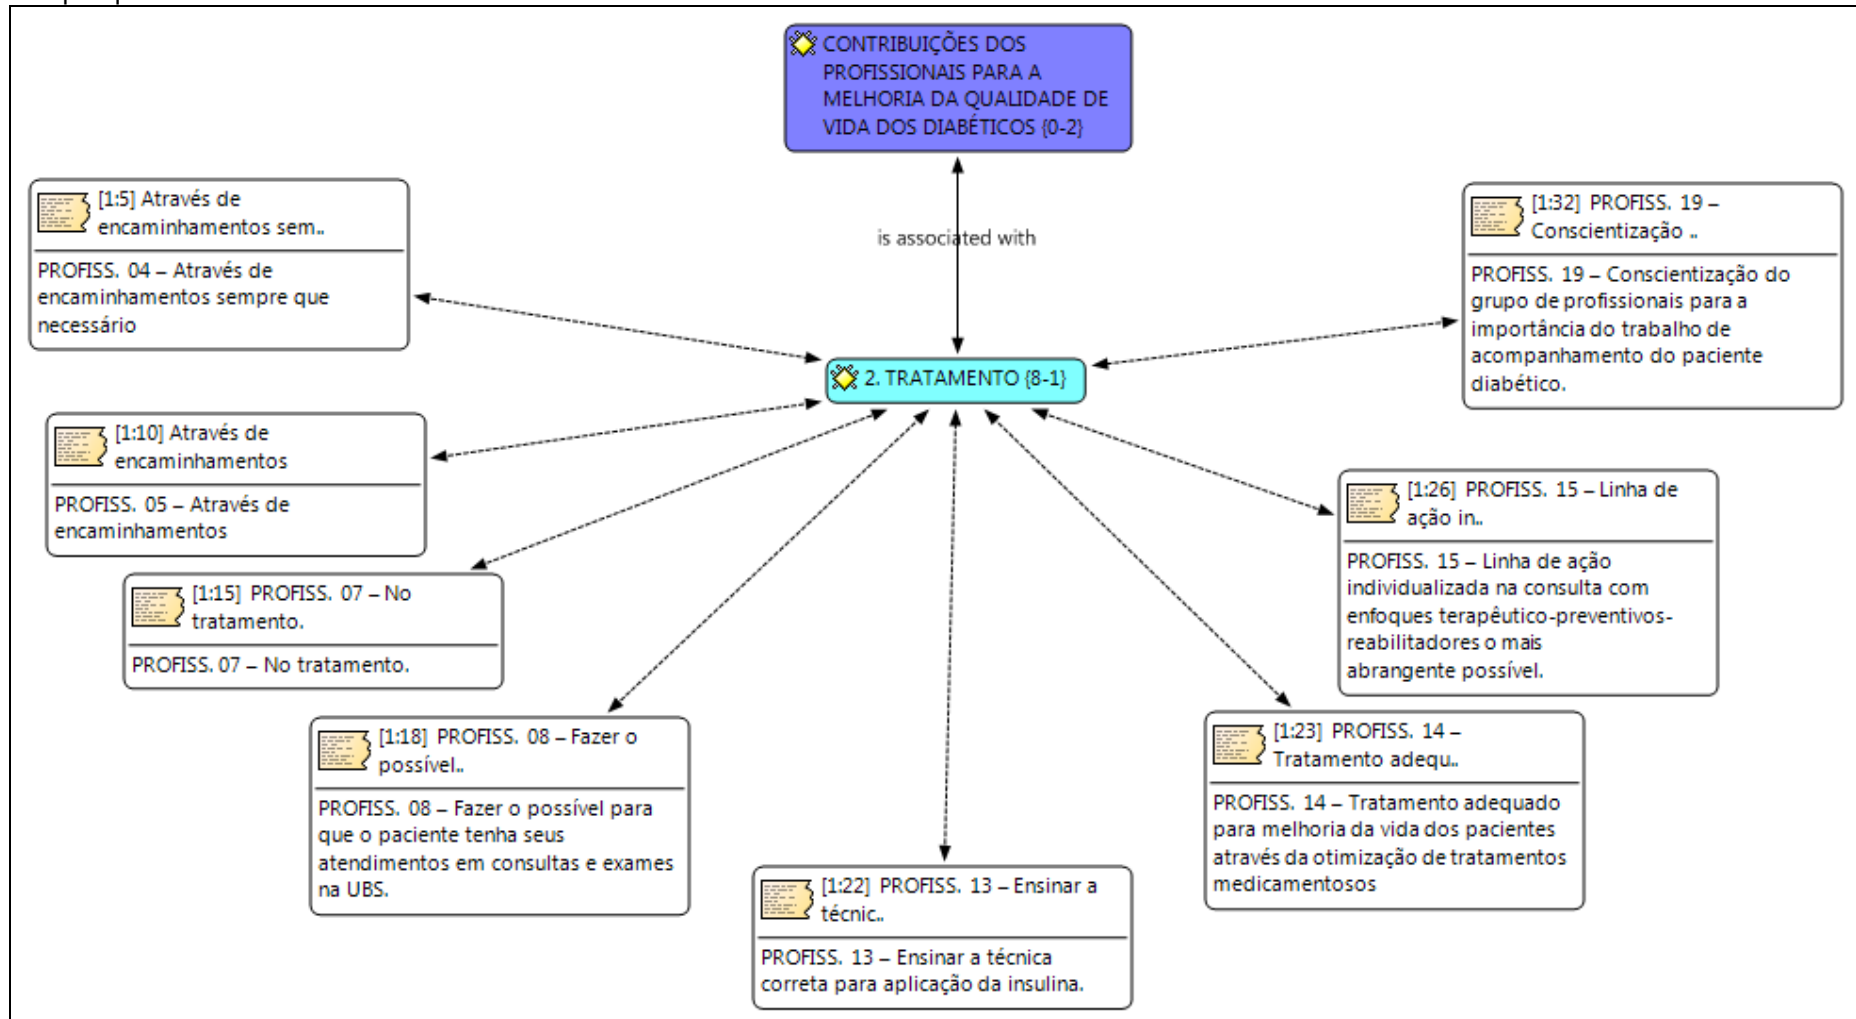 CONTRIBUIÇÕES DOS
PROFISSIONAIS PARA A
MELHORIA DA QUALIDADE DE
VIDA DOS DIABÉTICOS {0-2}
is associated with
2. TRATAMENTO {8-1}
[1:5] Através de
encaminhamentos sem..
PROFISS. 04 – Através de
encaminhamentos sempre que
necessário
[1:32] PROFISS. 19 –
Conscientização ..
PROFISS. 19 – Conscientização do
grupo de profissionais para a
importância do trabalho de
acompanhamento do paciente
diabético.
[1:10] Através de
encaminhamentos
PROFISS. 05 – Através de
encaminhamentos
[1:26] PROFISS. 15 – Linha de
ação in..
PROFISS. 15 – Linha de ação
individualizada na consulta com
enfoques terapêutico-preventivos-
reabilitadores o mais
abrangente possível.
[1:15] PROFISS. 07 – No
tratamento.
PROFISS. 07 – No tratamento.
[1:18] PROFISS. 08 – Fazer o
possível..
PROFISS. 08 – Fazer o possível para
que o paciente tenha seus
atendimentos em consultas e exames
na UBS.
[1:23] PROFISS. 14 –
Tratamento adequ..
PROFISS. 14 – Tratamento adequado
para melhoria da vida dos pacientes
através da otimização de tratamentos
medicamentosos
[1:22] PROFISS. 13 – Ensinar a
técnic..
PROFISS. 13 – Ensinar a técnica
correta para aplicação da insulina.